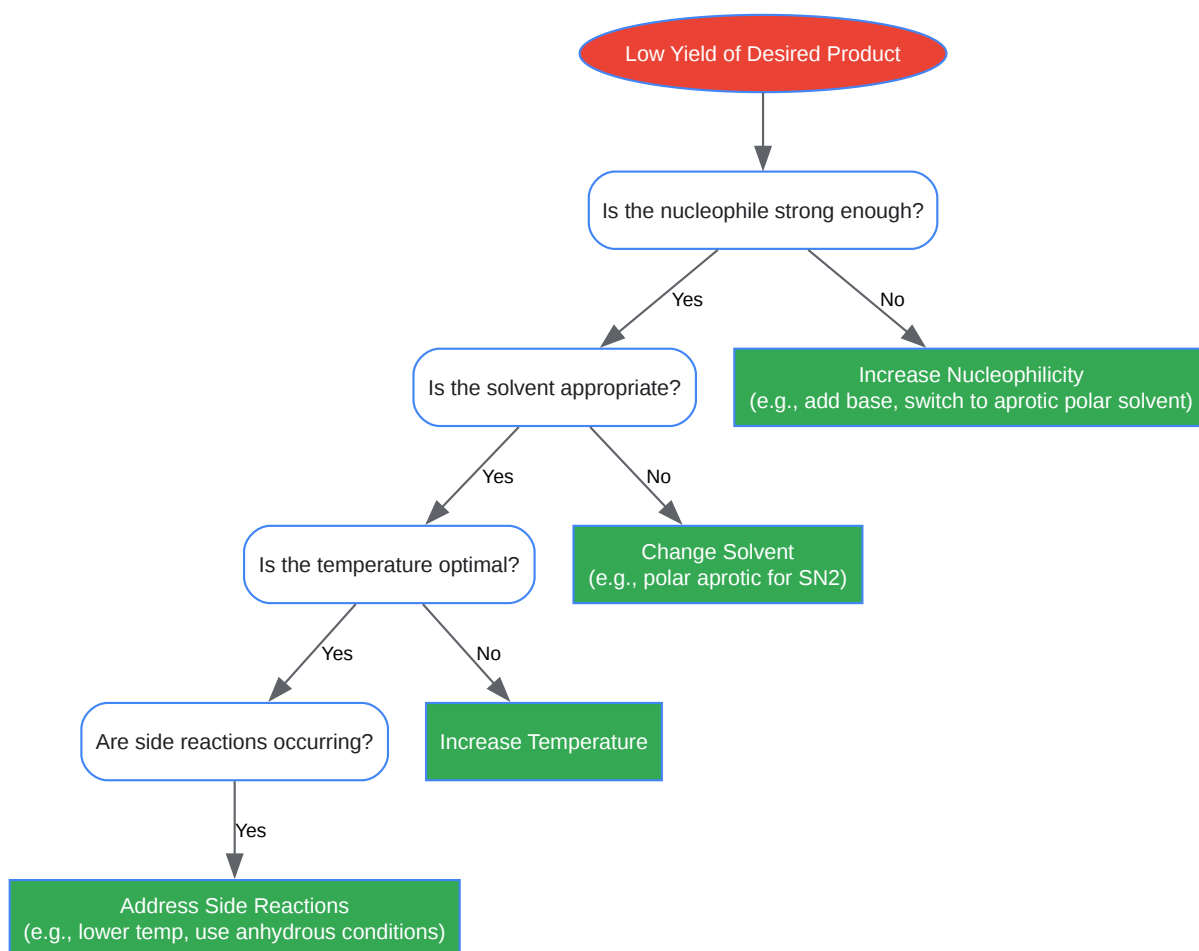 Low Yield of Desired Product
Is the nucleophile strong enough?
Yes
No
Is the solvent appropriate?
Increase Nucleophilicity
(e.g., add base, switch to aprotic polar solvent)
Yes
No
Is the temperature optimal?
Change Solvent
(e.g., polar aprotic for SN2)
Yes
No
Are side reactions occurring?
Increase Temperature
Yes
Address Side Reactions
(e.g., lower temp, use anhydrous conditions)